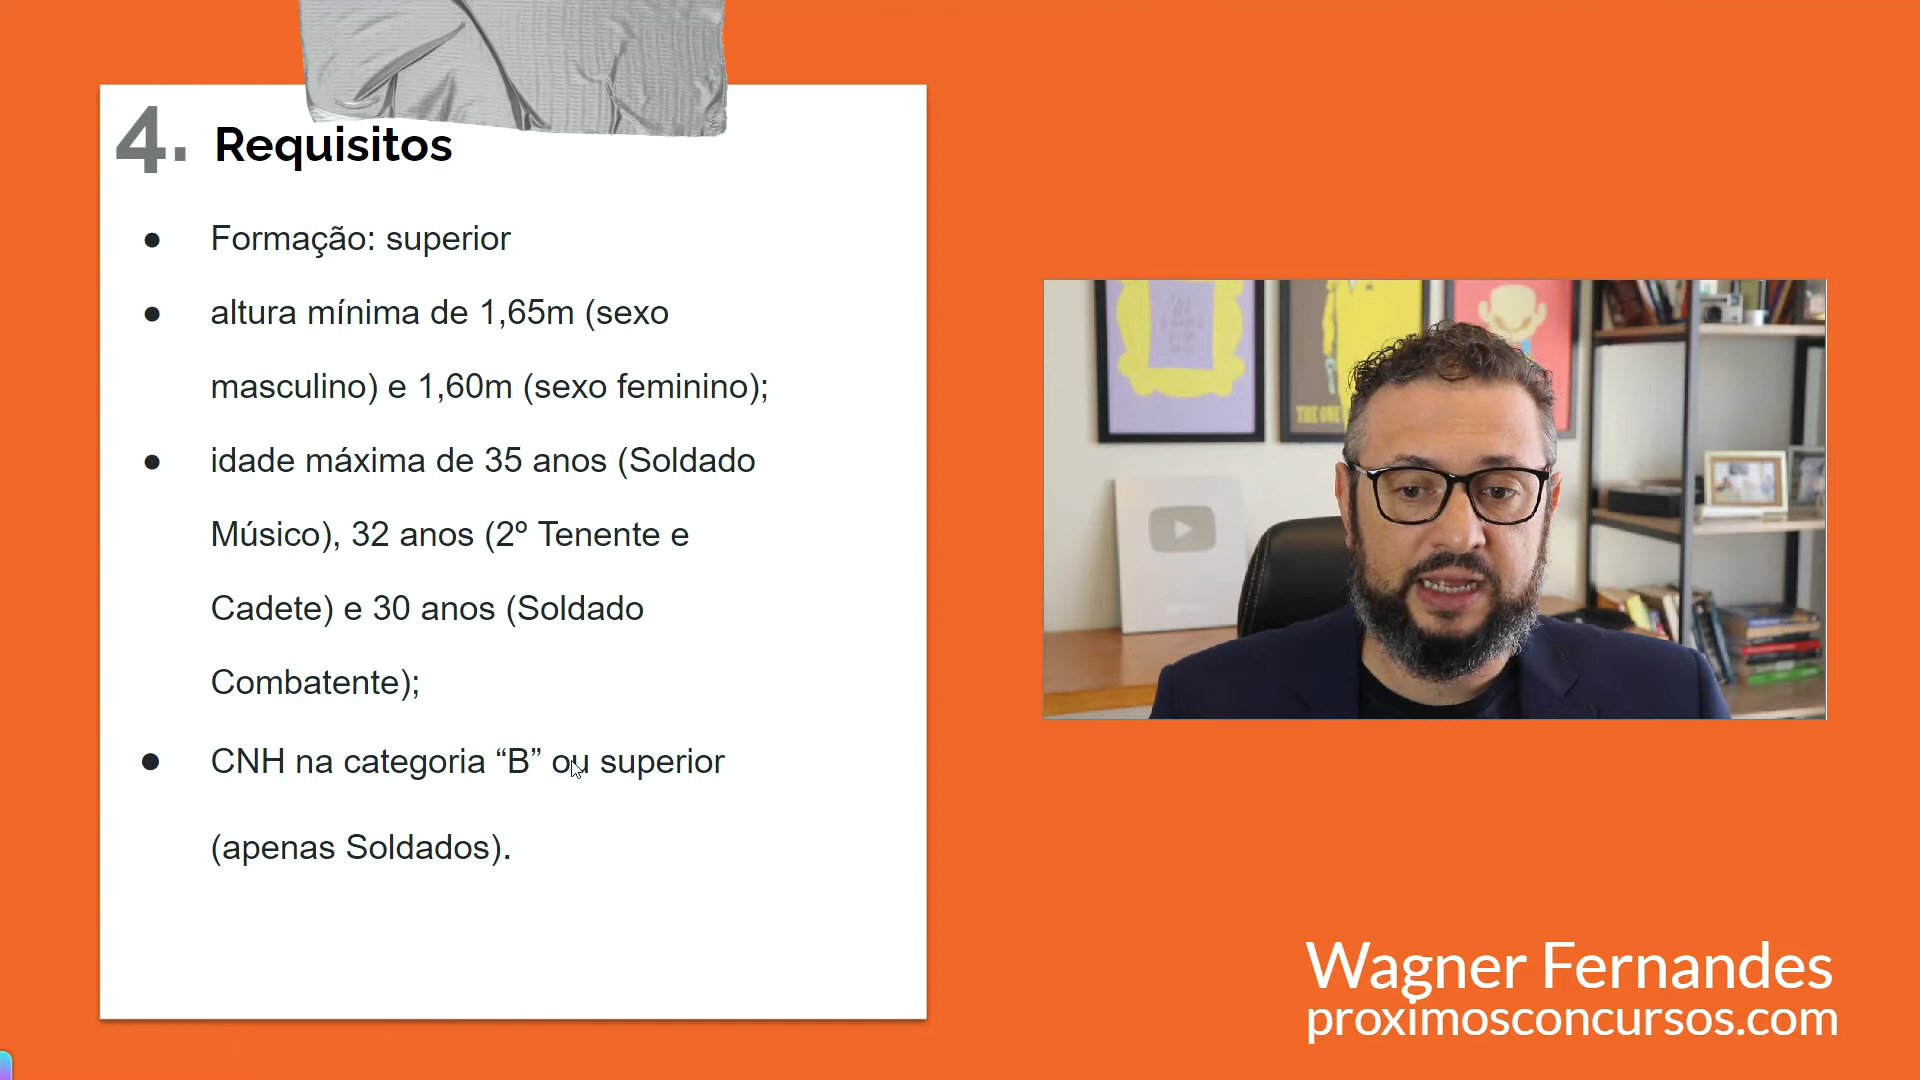 4. Requisitos
● Formação: superior
● altura mínima de 1,65m (sexo
masculino) e 1,60m (sexo feminino);
● idade máxima de 35 anos (Soldado
Músico), 32 anos (2º Tenente e
Cadete) e 30 anos (Soldado
Combatente);
● CNH na categoria “B” ou superior
(apenas Soldados).
THE ONE
Wagner Fernandes
proximosconcursos.com